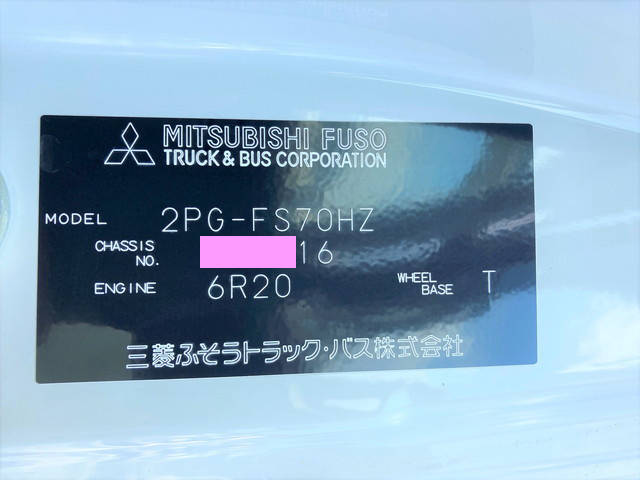 MITSUBISHI FUSO
TRUCK & BUS CORPORATION
MODEL 2PG-FS70HZ
CHASSIS NO. 16
ENGINE 6R20 WHEEL BASE T
三菱ふそうトラック・バス株式会社